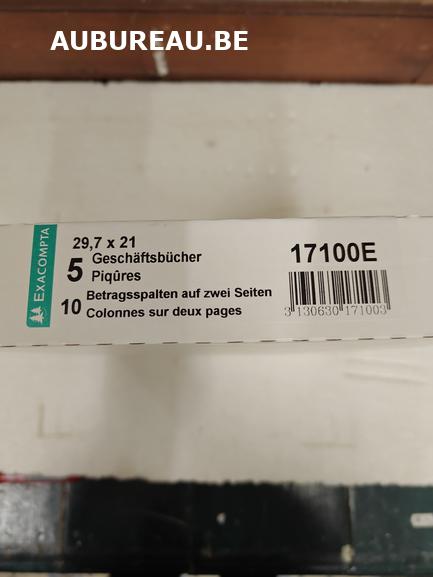 AUBUREAU.BE
EXACOMPTA
29,7 x 21
5 Geschäftsbücher
Piqûres
10 Betragsspalten auf zwei Seiten
Colonnes sur deux pages
17100E
3 130630 171003